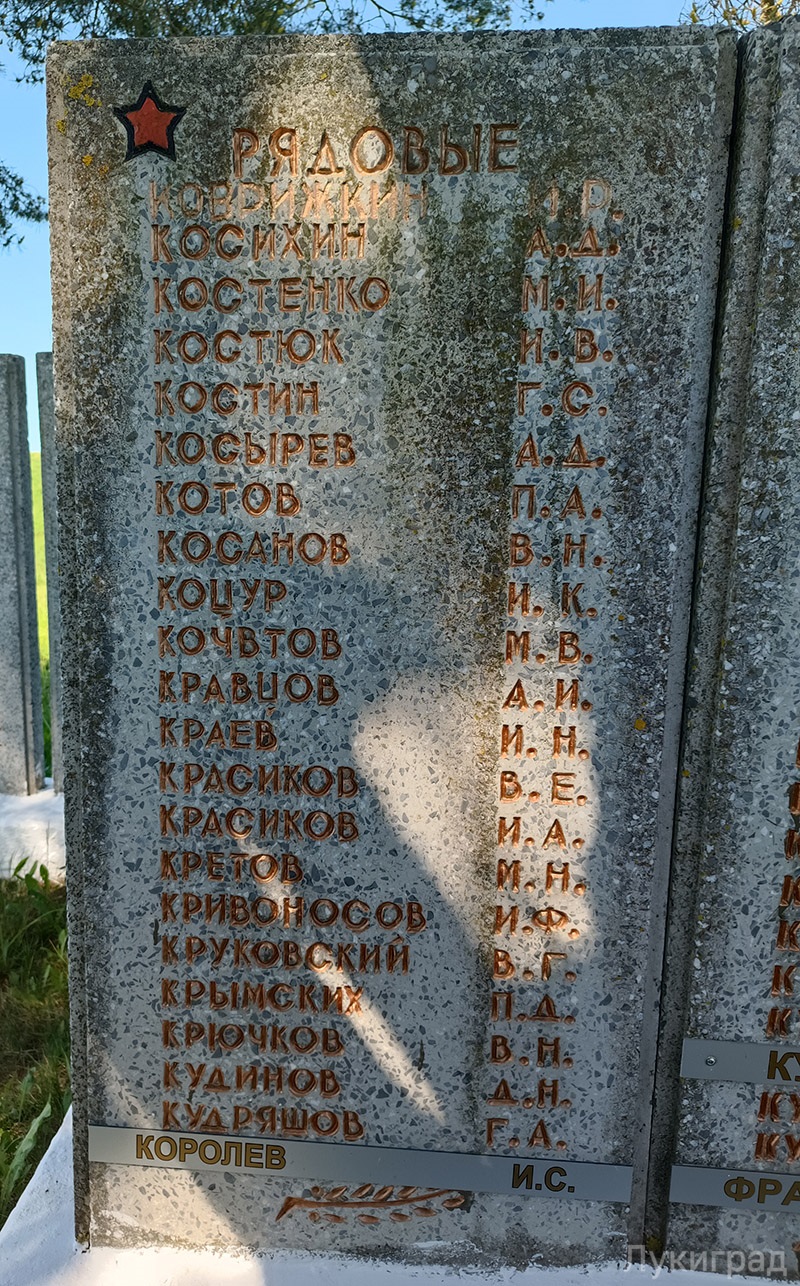 РЯДОВЫЕ
КОВРИЖКИН И.Р.
КОСИХИН А.Д.
КОСТЕНКО М.И.
КОСТЮК И.В.
КОСТИН Г.С.
КОСЫРЕВ А.Д.
КОТОВ П.А.
КОСАНОВ В.Н.
КОЦУР И.К.
КОЧВТОВ М.В.
КРАВЦОВ А.И.
КРАЕВ И.Н.
КРАСИКОВ В.Е.
КРАСИКОВ И.А.
КРЕТОВ М.Н.
КРИВОНОСОВ И.Ф.
КРУКОВСКИЙ В.Г.
КРЫМСКИХ П.Д.
КРЮЧКОВ В.Н.
КУДИНОВ Д.Н.
КУДРЯШОВ Г.А.
КОРОЛЕВ И.С.
Лукиград